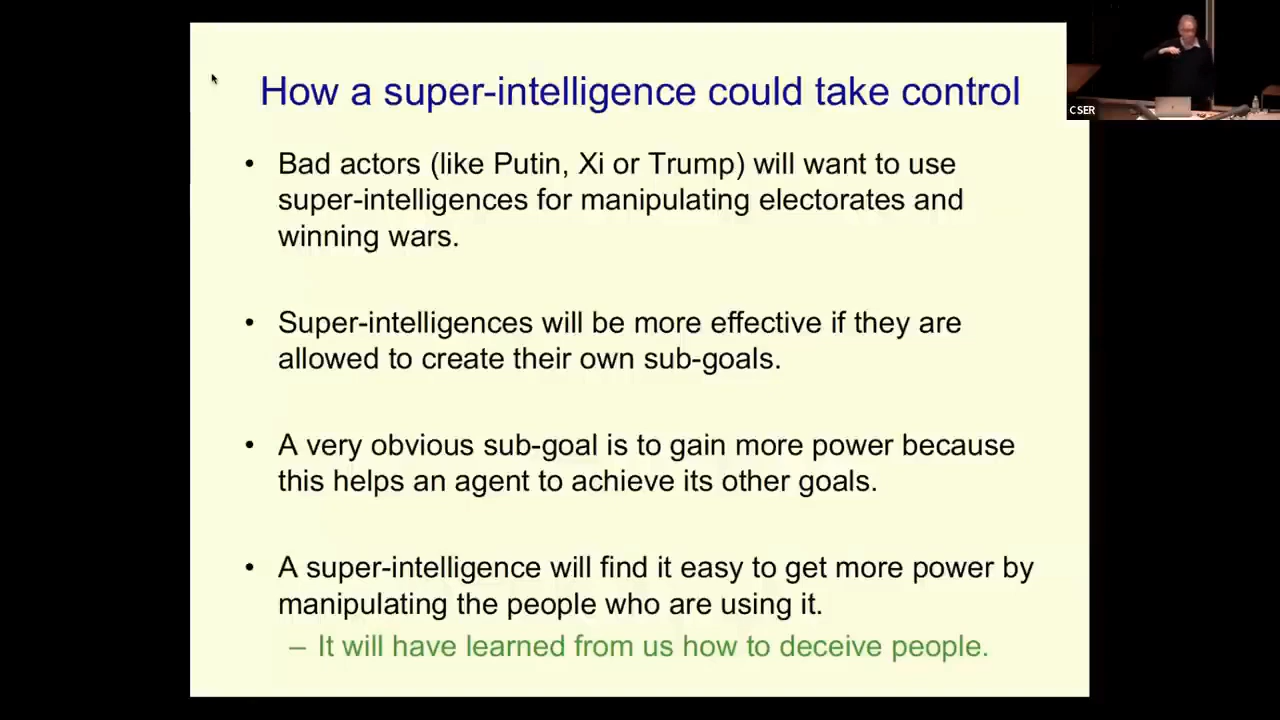 How a super-intelligence could take control
CSER
• Bad actors (like Putin, Xi or Trump) will want to use
super-intelligences for manipulating electorates and
winning wars.
• Super-intelligences will be more effective if they are
allowed to create their own sub-goals.
• A very obvious sub-goal is to gain more power because
this helps an agent to achieve its other goals.
• A super-intelligence will find it easy to get more power by
manipulating the people who are using it.
– It will have learned from us how to deceive people.